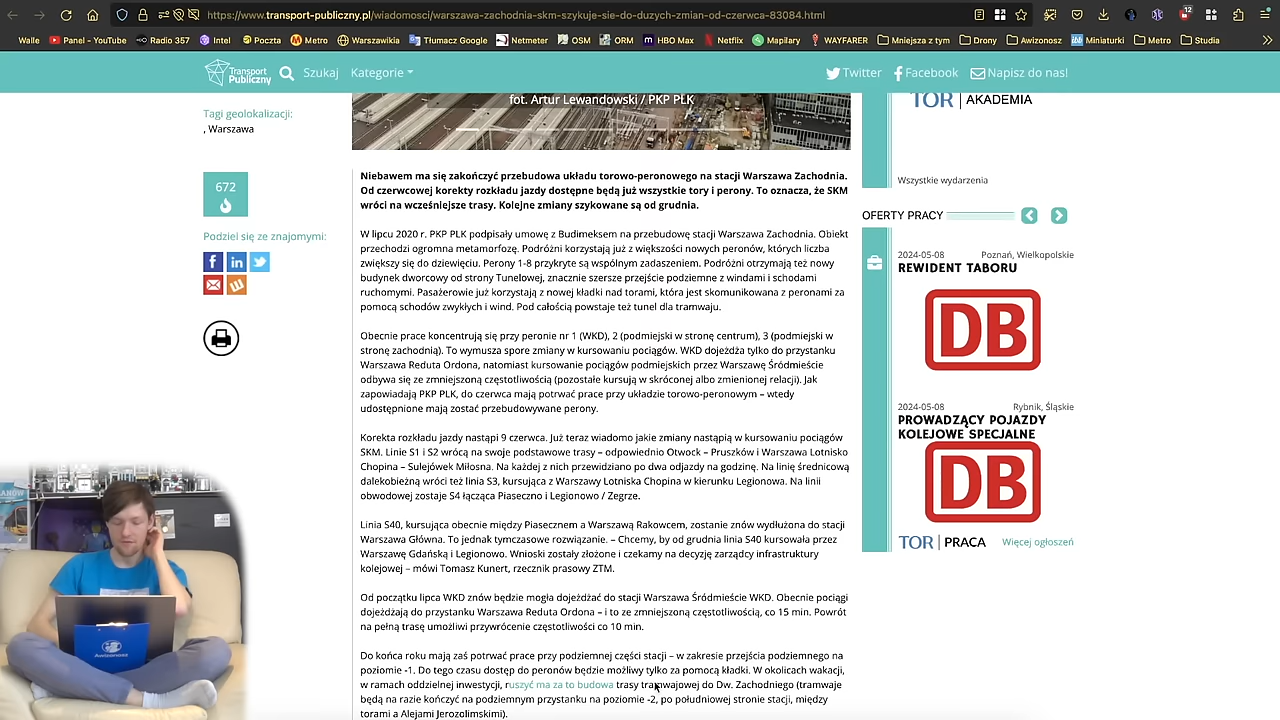 https://www.transport-publiczny.pl/wiadomosci/warszawa-zachodnia-skm-szykuje-sie-do-duzych-zmian-od-czerwca-83084.html
12
Walle
Panel - YouTube
Radio 357
Intel
Poczta
Metro
Warszawikia
Tłumacz Google
Netmeter
OSM
ORM
HBO Max
Netflix
Mapilary
WAYFARER
Mniejsza z tym
Drony
Awizonosz
Miniaturki
Metro
Studia
Transport Publiczny
Szukaj
Kategorie
Twitter
Facebook
Napisz do nas!
Tagi geolokalizacji:
, Warszawa
672
Podziel się ze znajomymi:
fot. Artur Lewandowski / PKP PLK
Niebawem ma się zakończyć przebudowa układu torowo-peronowego na stacji Warszawa Zachodnia.
Od czerwcowej korekty rozkładu jazdy dostępne będą już wszystkie tory i perony. To oznacza, że SKM
wróci na wcześniejsze trasy. Kolejne zmiany szykowane są od grudnia.
W lipcu 2020 r. PKP PLK podpisały umowę z Budimeksem na przebudowę stacji Warszawa Zachodnia. Obiekt
przechodzi ogromna metamorfozę. Podróżni korzystają już z większości nowych peronów, których liczba
zwiększy się do dziewięciu. Perony 1-8 przykryte są wspólnym zadaszeniem. Podróżni otrzymają też nowy
budynek dworcowy od strony Tunelowej, znacznie szersze przejście podziemne z windami i schodami
ruchomymi. Pasażerowie już korzystają z nowej kładki nad torami, która jest skomunikowana z peronami za
pomocą schodów zwykłych i wind. Pod całością powstaje też tunel dla tramwaju.
Obecnie prace koncentrują się przy peronie nr 1 (WKD), 2 (podmiejski w stronę centrum), 3 (podmiejski w
stronę zachodnią). To wymusza spore zmiany w kursowaniu pociągów. WKD dojeżdża tylko do przystanku
Warszawa Reduta Ordona, natomiast kursowanie pociągów podmiejskich przez Warszawę Śródmieście
odbywa się ze zmniejszoną częstotliwością (pozostałe kursują w skróconej albo zmienionej relacji). Jak
zapowiadają PKP PLK, do czerwca mają potrwać prace przy układzie torowo-peronowym – wtedy
udostępnione mają zostać przebudowywane perony.
Korekta rozkładu jazdy nastąpi 9 czerwca. Już teraz wiadomo jakie zmiany nastąpią w kursowaniu pociągów
SKM. Linie S1 i S2 wrócą na swoje podstawowe trasy – odpowiednio Otwock – Pruszków i Warszawa Lotnisko
Chopina – Sulejówek Miłosna. Na każdej z nich przewidziano po dwa odjazdy na godzinę. Na linię średnicową
dalekobieżną wróci też linia S3, kursująca z Warszawy Lotniska Chopina w kierunku Legionowa. Na linii
obwodowej zostaje S4 łącząca Piaseczno i Legionowo / Zegrze.
Linia S40, kursująca obecnie między Piasecznem a Warszawą Rakowcem, zostanie znów wydłużona do stacji
Warszawa Główna. To jednak tymczasowe rozwiązanie. – Chcemy, by od grudnia linia S40 kursowała przez
Warszawę Gdańską i Legionowo. Wnioski zostały złożone i czekamy na decyzję zarządcy infrastruktury
kolejowej – mówi Tomasz Kunert, rzecznik prasowy ZTM.
Od początku lipca WKD znów będzie mogła dojeżdżać do stacji Warszawa Śródmieście WKD. Obecnie pociągi
dojeżdżają do przystanku Warszawa Reduta Ordona – i to ze zmniejszoną częstotliwością, co 15 min. Powrót
na pełną trasę umożliwi przywrócenie częstotliwości co 10 min.
Do końca roku mają zaś potrwać prace przy podziemnej części stacji – w zakresie przejścia podziemnego na
poziomie -1. Do tego czasu dostęp do peronów będzie możliwy tylko za pomocą kładki. W okolicach wakacji,
w ramach oddzielnej inwestycji, ruszyć ma za to budowa trasy tramwajowej do Dw. Zachodniego (tramwaje
będą na razie kończyć na podziemnym przystanku na poziomie -2, po południowej stronie stacji, między
torami a Alejami Jerozolimskimi).
TOR | AKADEMIA
Wszystkie wydarzenia
OFERTY PRACY
2024-05-08 Poznań, Wielkopolskie
REWIDENT TABORU
DB
2024-05-08 Rybnik, Śląskie
PROWADZĄCY POJAZDY
KOLEJOWE SPECJALNE
DB
TOR | PRACA
Więcej ogłoszeń
Awizonosz